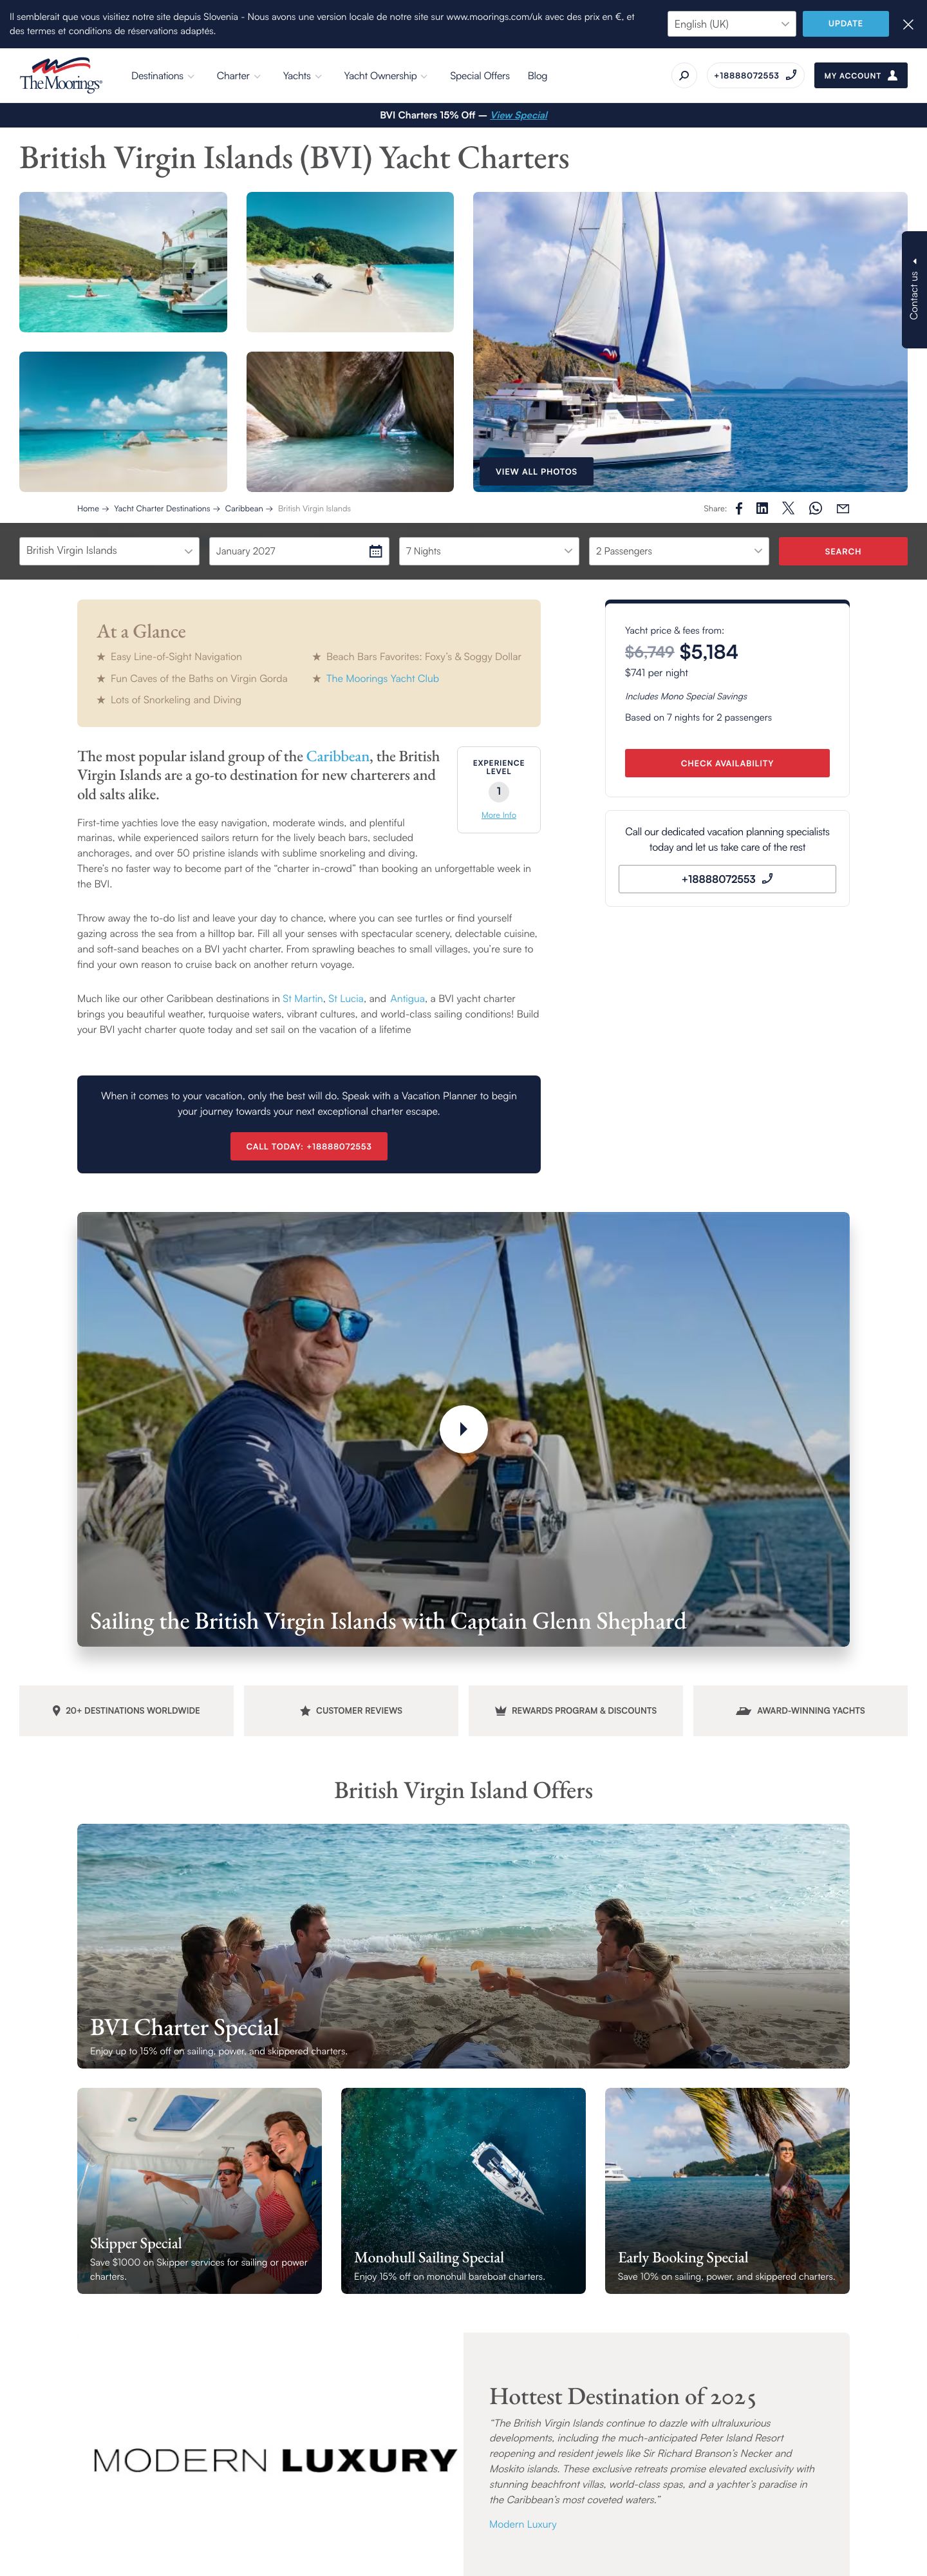 Il semblerait que vous visitiez notre site depuis Slovenia - Nous avons une version locale de notre site sur www.moorings.com/uk avec des prix en €, et
des termes et conditions de réservations adaptés.
English (UK)
UPDATE
The Moorings®
Destinations
Charter
Yachts
Yacht Ownership
Special Offers
Blog
+18888072553
MY ACCOUNT
BVI Charters 15% Off — View Special
British Virgin Islands (BVI) Yacht Charters
Contact us
VIEW ALL PHOTOS
Home → Yacht Charter Destinations → Caribbean → British Virgin Islands
Share:
British Virgin Islands
January 2027
7 Nights
2 Passengers
SEARCH
At a Glance
Easy Line-of-Sight Navigation
Beach Bars Favorites: Foxy's & Soggy Dollar
Fun Caves of the Baths on Virgin Gorda
The Moorings Yacht Club
Lots of Snorkeling and Diving
Yacht price & fees from:
$6,749 $5,184
$741 per night
Includes Mono Special Savings
Based on 7 nights for 2 passengers
CHECK AVAILABILITY
Call our dedicated vacation planning specialists
today and let us take care of the rest
+18888072553
The most popular island group of the Caribbean, the British
Virgin Islands are a go-to destination for new charterers and
old salts alike.
EXPERIENCE
LEVEL
1
More Info
First-time yachties love the easy navigation, moderate winds, and plentiful
marinas, while experienced sailors return for the lively beach bars, secluded
anchorages, and over 50 pristine islands with sublime snorkeling and diving.
There's no faster way to become part of the “charter in-crowd” than booking an unforgettable week in
the BVI.
Throw away the to-do list and leave your day to chance, where you can see turtles or find yourself
gazing across the sea from a hilltop bar. Fill all your senses with spectacular scenery, delectable cuisine,
and soft-sand beaches on a BVI yacht charter. From sprawling beaches to small villages, you're sure to
find your own reason to cruise back on another return voyage.
Much like our other Caribbean destinations in St Martin, St Lucia, and Antigua, a BVI yacht charter
brings you beautiful weather, turquoise waters, vibrant cultures, and world-class sailing conditions! Build
your BVI yacht charter quote today and set sail on the vacation of a lifetime
When it comes to your vacation, only the best will do. Speak with a Vacation Planner to begin
your journey towards your next exceptional charter escape.
CALL TODAY: +18888072553
Sailing the British Virgin Islands with Captain Glenn Shephard
20+ DESTINATIONS WORLDWIDE
CUSTOMER REVIEWS
REWARDS PROGRAM & DISCOUNTS
AWARD-WINNING YACHTS
British Virgin Island Offers
BVI Charter Special
Enjoy up to 15% off on sailing, power, and skippered charters.
Skipper Special
Save $1000 on Skipper services for sailing or power
charters.
Monohull Sailing Special
Enjoy 15% off on monohull bareboat charters.
Early Booking Special
Save 10% on sailing, power, and skippered charters.
MODERN LUXURY
Hottest Destination of 2025
“The British Virgin Islands continue to dazzle with ultraluxurious
developments, including the much-anticipated Peter Island Resort
reopening and resident jewels like Sir Richard Branson's Necker and
Moskito islands. These exclusive retreats promise elevated exclusivity with
stunning beachfront villas, world-class spas, and a yachter's paradise in
the Caribbean's most coveted waters.”
Modern Luxury